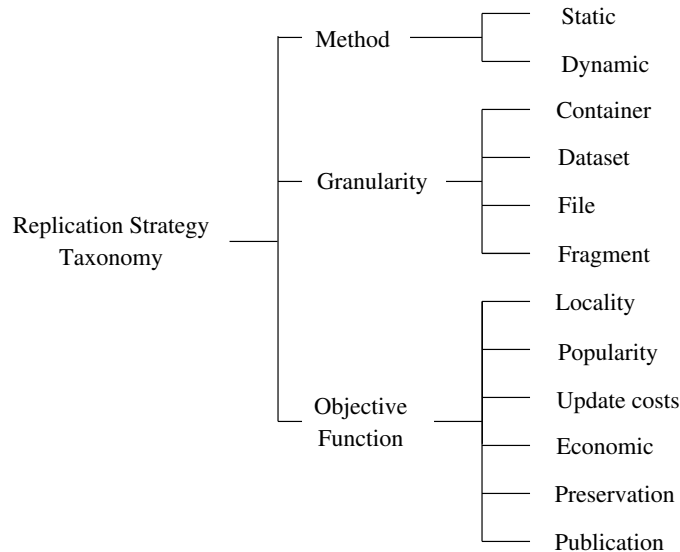 Static
Method
Dynamic
Container
Dataset
Granularity
File
Replication Strategy
Taxonomy
Fragment
Locality
Popularity
Objective
Function
Update costs
Economic
Preservation
Publication